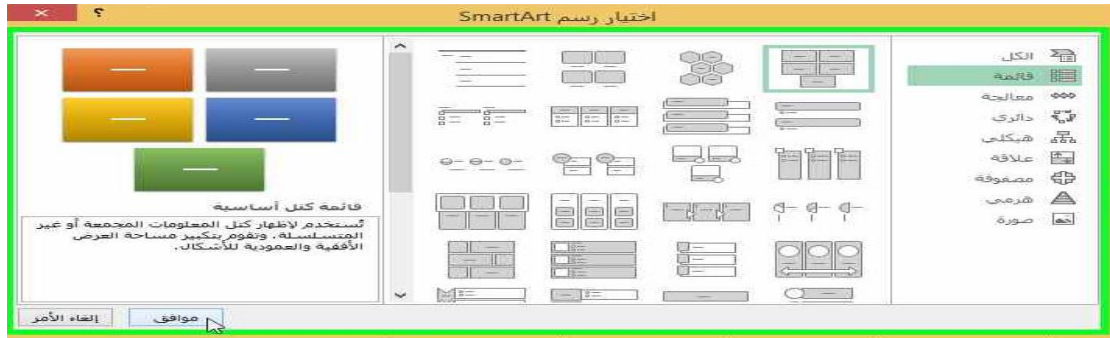 اختيار رسم SmartArt
؟
×
الكل
قائمة
معالجة
دائري
هيكلي
علاقة
مصفوفة
هرمي
صورة
قائمة كتل أساسية
تُستخدم لإظهار كتل المعلومات المجمعة أو غير
المتسلسلة. وتقوم بتكبير مساحة العرض
الأفقية والعمودية للأشكال.
موافق
إلغاء الأمر